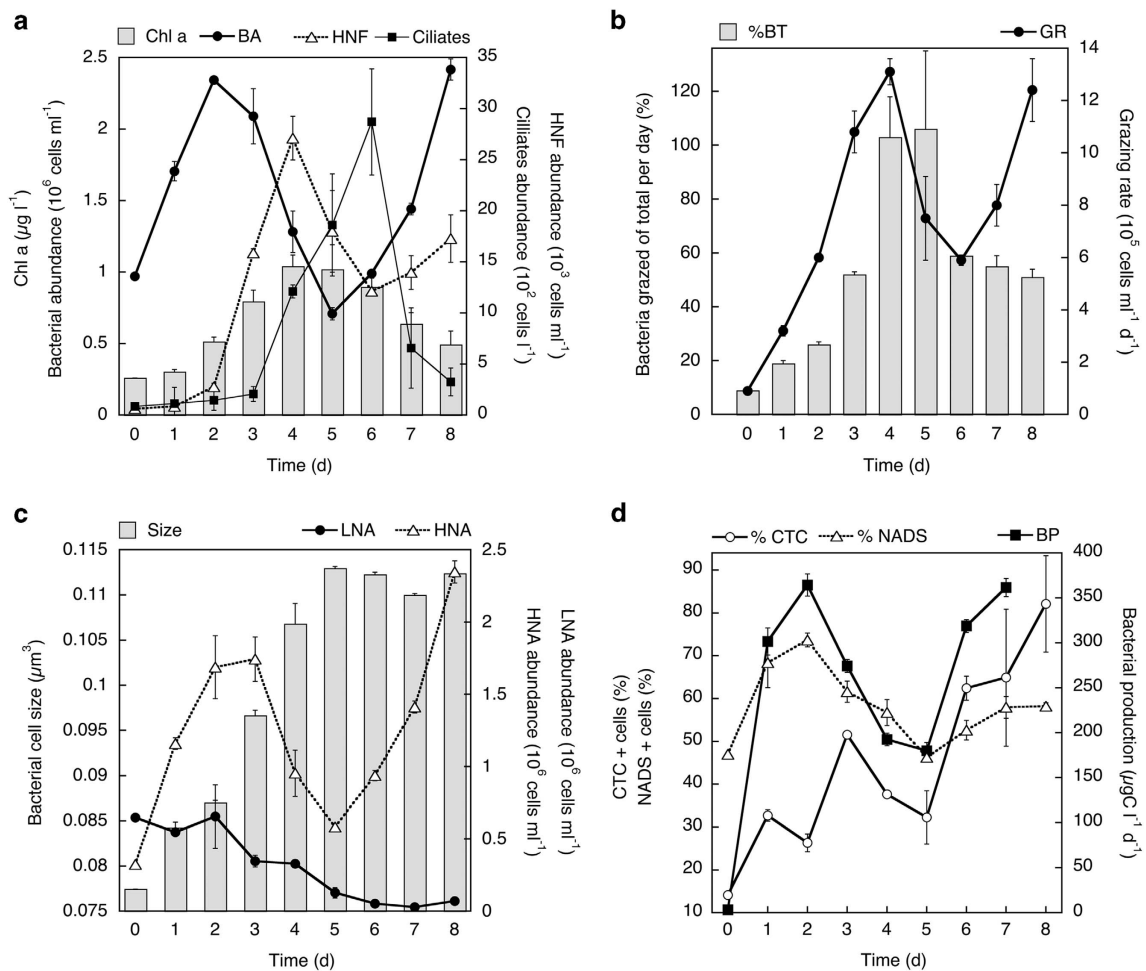 a
Chl a BA HNF Ciliates
2.5
2
1.5
1
0.5
0
35
30
25
20
15
10
5
0
Chl a (µg l⁻¹)
Bacterial abundance (10⁶ cells ml⁻¹)
HNF abundance (10³ cells ml⁻¹)
Cilliates abundance (10² cells l⁻¹)
0 1 2 3 4 5 6 7 8
Time (d)
b
%BT GR
120
100
80
60
40
20
0
14
12
10
8
6
4
2
0
Bacteria grazed of total per day (%)
Grazing rate (10⁵ cells ml⁻¹ d⁻¹)
0 1 2 3 4 5 6 7 8
Time (d)
c
Size LNA HNA
0.115
0.11
0.105
0.1
0.095
0.09
0.085
0.08
0.075
2.5
2
1.5
1
0.5
0
Bacterial cell size (µm³)
LNA abundance (10⁶ cells ml⁻¹)
HNA abundance (10⁶ cells ml⁻¹)
0 1 2 3 4 5 6 7 8
Time (d)
d
% CTC % NADS BP
90
80
70
60
50
40
30
20
10
400
350
300
250
200
150
100
50
0
CTC + cells (%)
NADS + cells (%)
Bacterial production (µgC l⁻¹ d⁻¹)
0 1 2 3 4 5 6 7 8
Time (d)